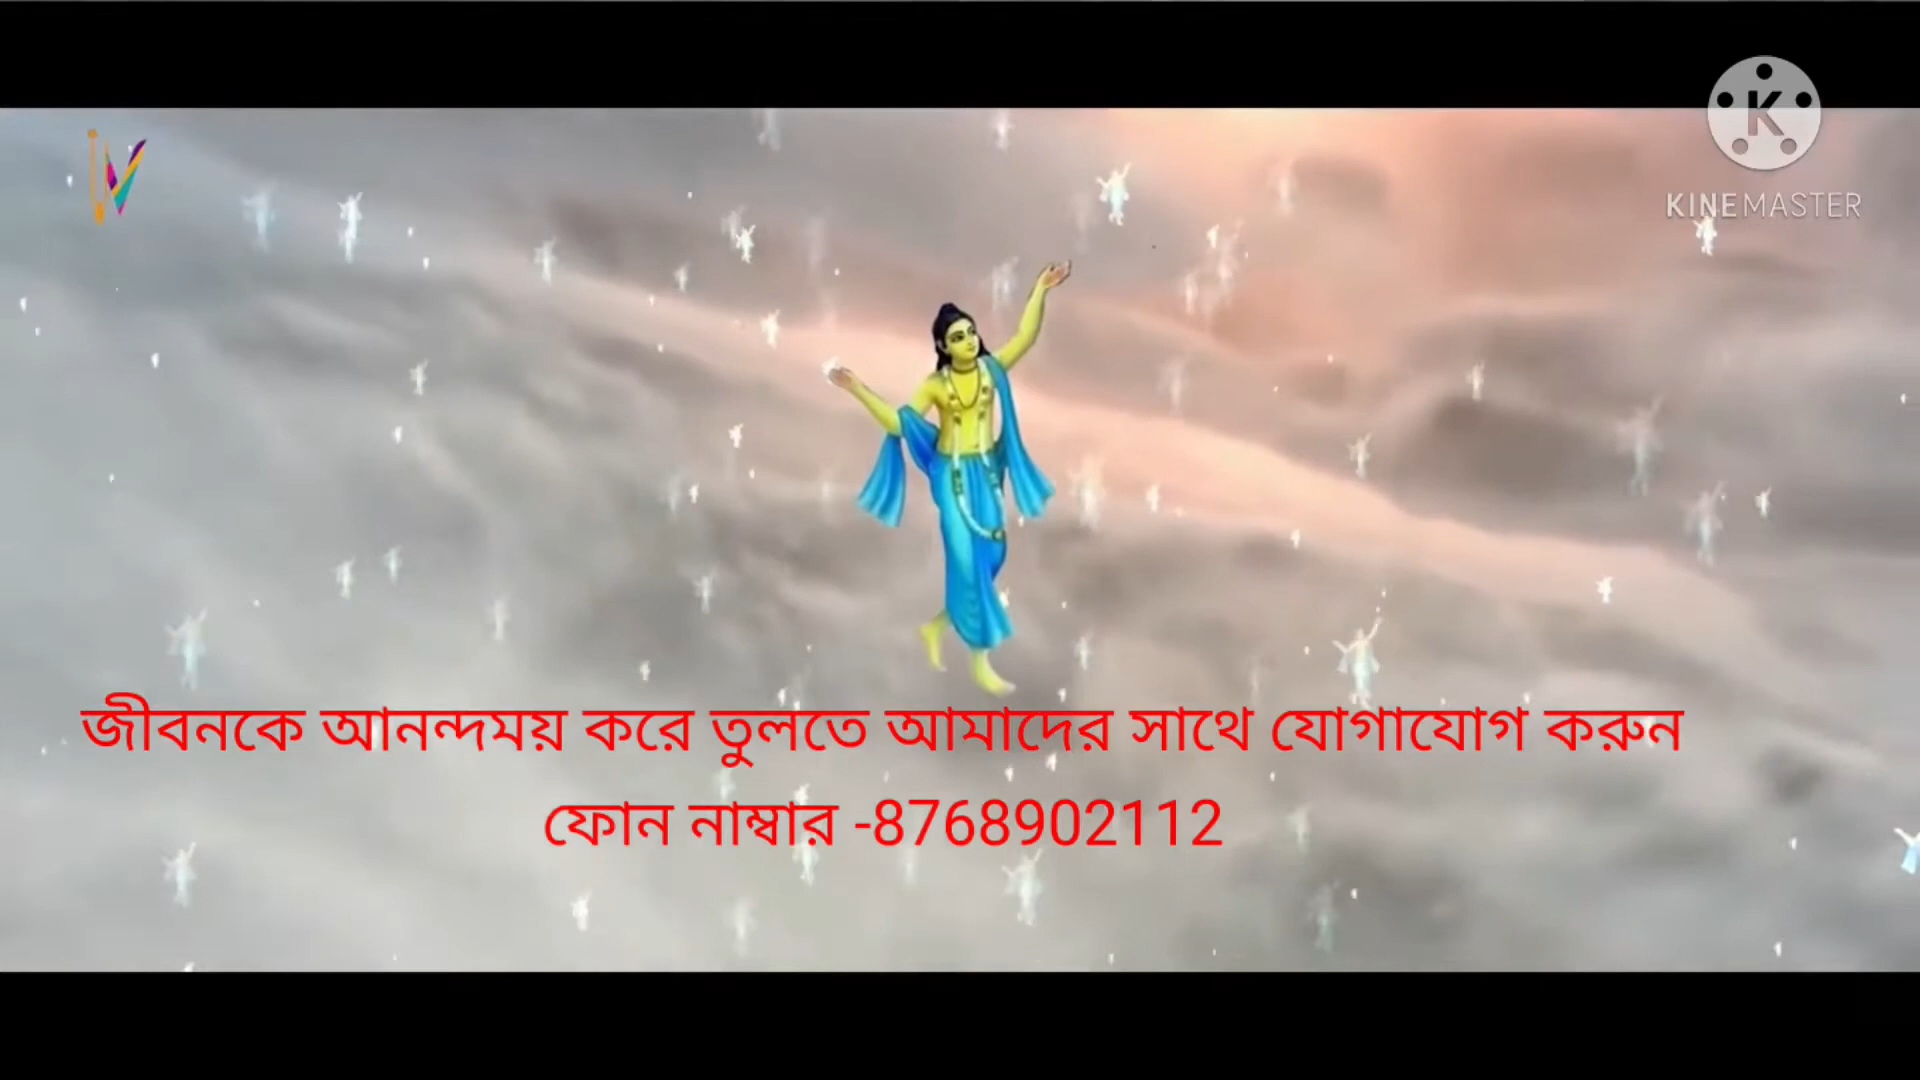 KINEMASTER
জীবনকে আনন্দময় করে তুলতে আমাদের সাথে যোগাযোগ করুন
ফোন নাম্বার -8768902112